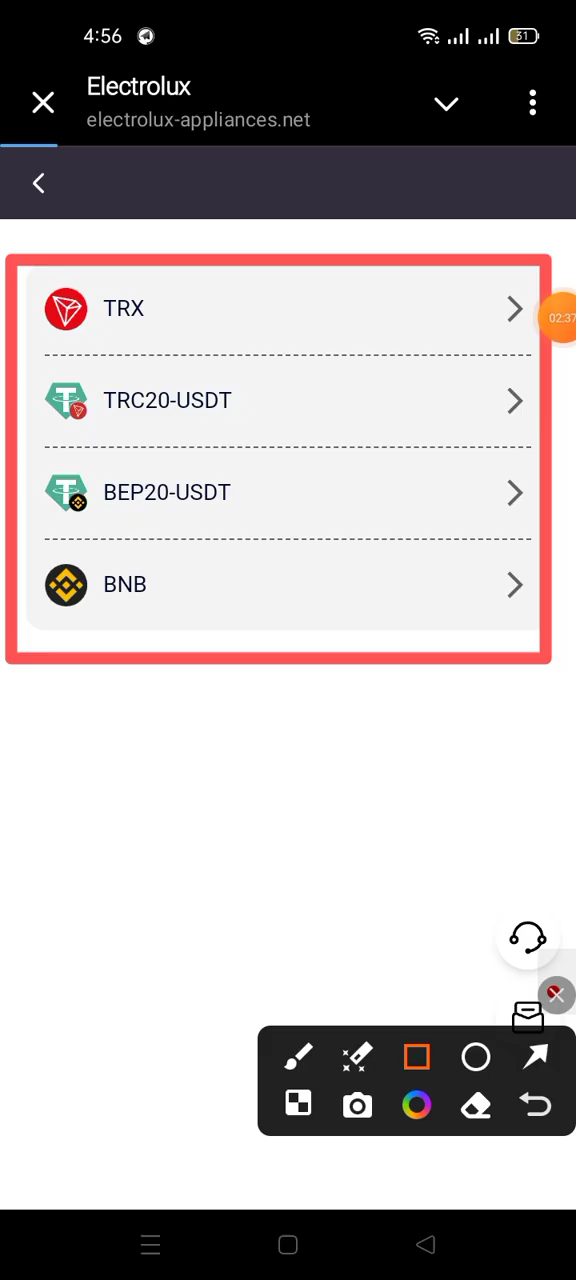 4:56
31
Electrolux
electrolux-appliances.net
TRX
02:37
TRC20-USDT
BEP20-USDT
BNB